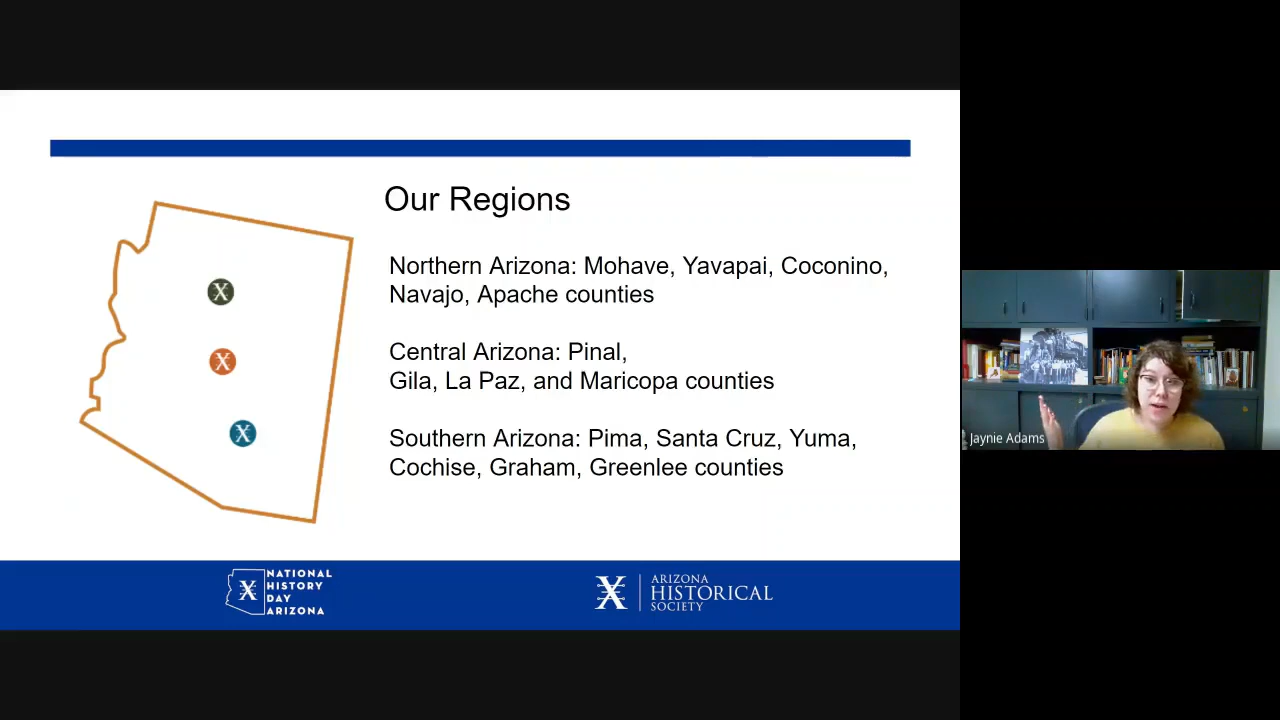 Our Regions
Northern Arizona: Mohave, Yavapai, Coconino,
Navajo, Apache counties
Central Arizona: Pinal,
Gila, La Paz, and Maricopa counties
Southern Arizona: Pima, Santa Cruz, Yuma,
Cochise, Graham, Greenlee counties
Jaynie Adams
NATIONAL
HISTORY
DAY
ARIZONA
ARIZONA
HISTORICAL
SOCIETY